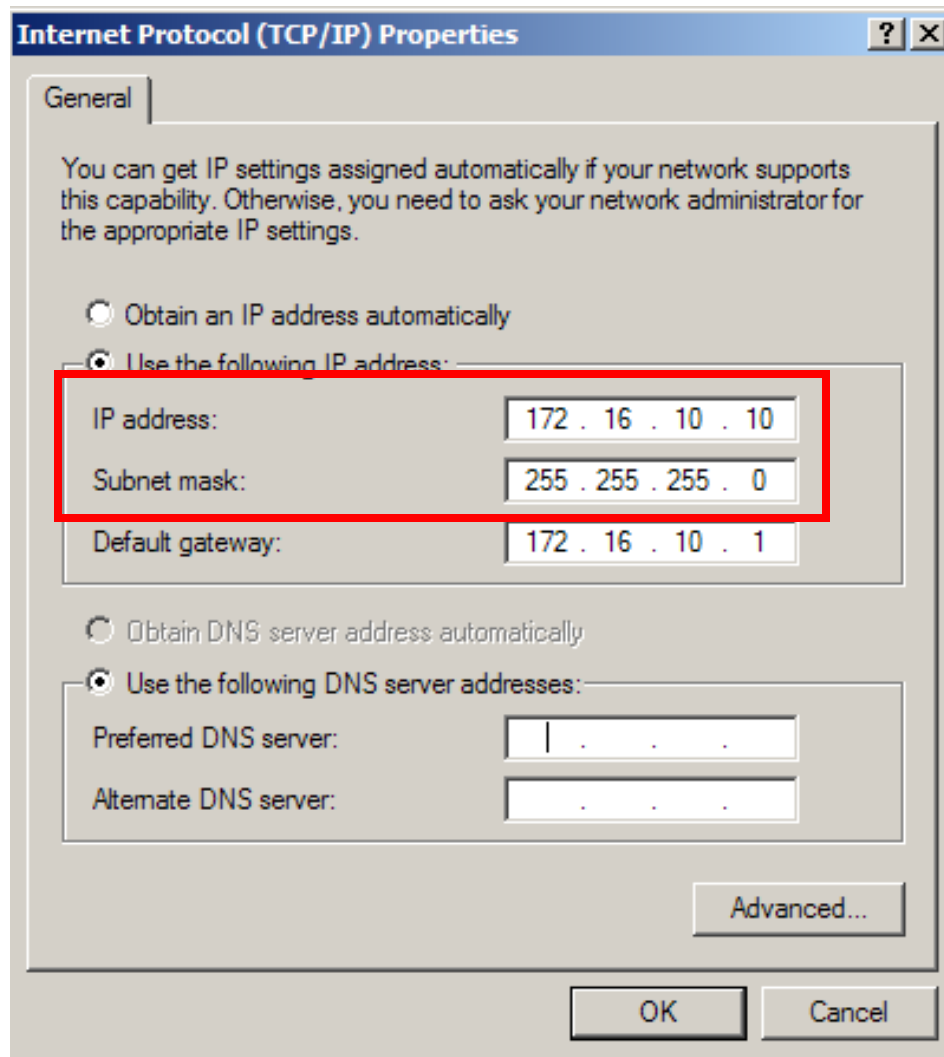 Internet Protocol (TCP/IP) Properties
General
You can get IP settings assigned automatically if your network supports
this capability. Otherwise, you need to ask your network administrator for
the appropriate IP settings.
Obtain an IP address automatically
Use the following IP address:
IP address: 172 . 16 . 10 . 10
Subnet mask: 255 . 255 . 255 . 0
Default gateway: 172 . 16 . 10 . 1
Obtain DNS server address automatically
Use the following DNS server addresses:
Preferred DNS server: . . .
Alternate DNS server: . . .
Advanced...
OK Cancel